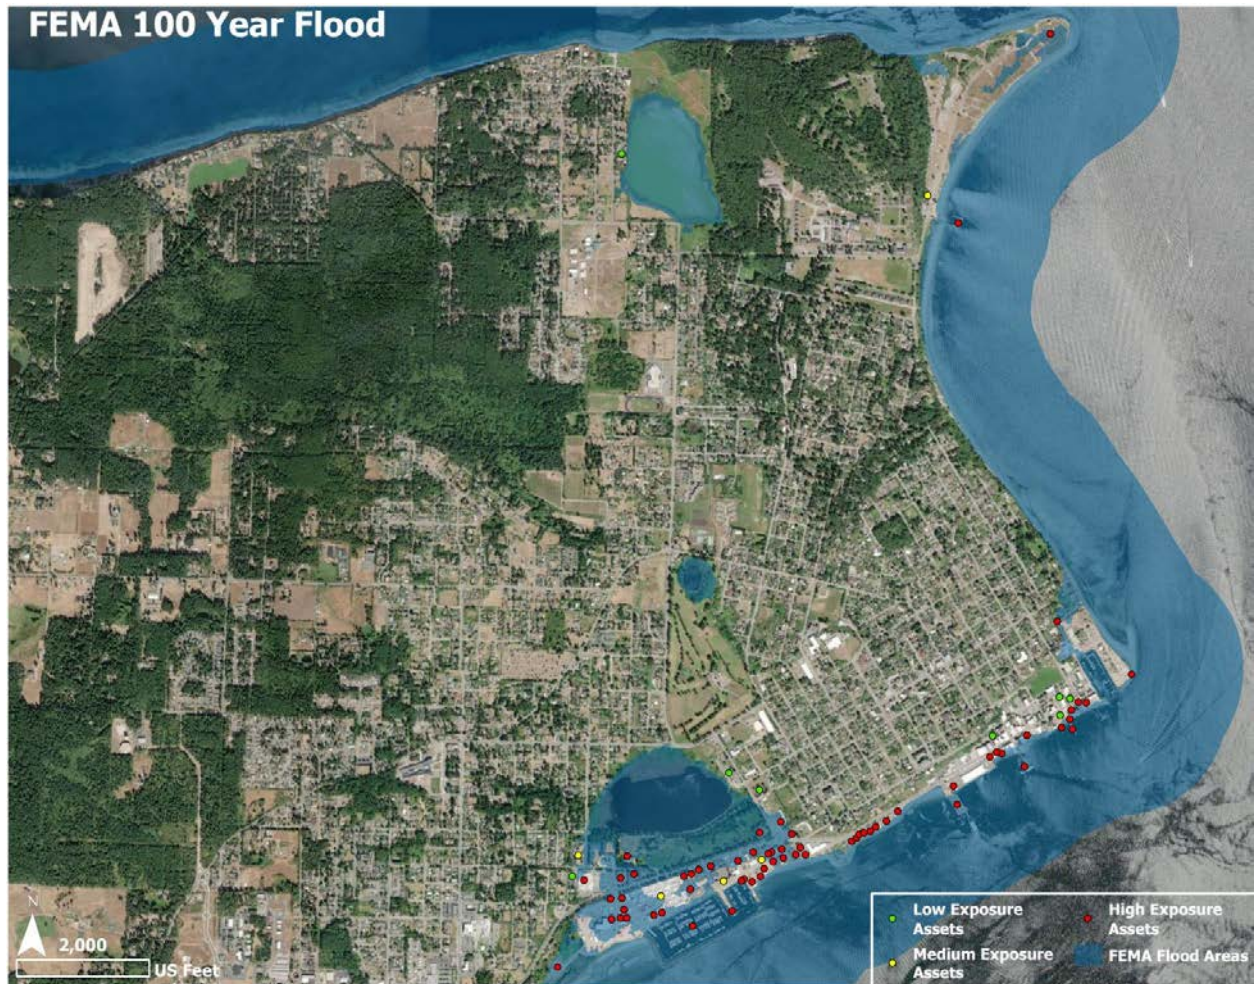 FEMA 100 Year Flood
N
2,000
US Feet
Low Exposure
Assets
Medium Exposure
Assets
High Exposure
Assets
FEMA Flood Areas